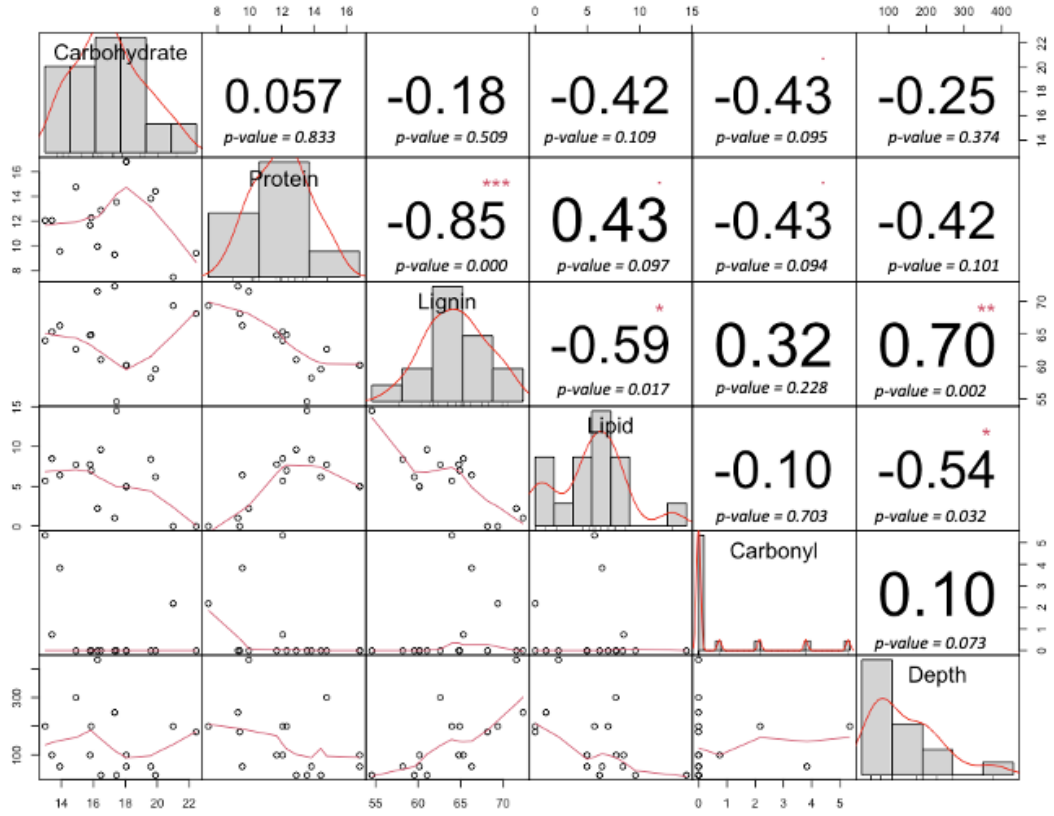 8 10 12 14 16 0 5 10 15 100 200 300 400
Carbohydrate 0.057 -0.18 -0.42 -0.43 -0.25
p-value = 0.833 p-value = 0.509 p-value = 0.109 p-value = 0.095 p-value = 0.374
14 16 18 20 22
8 10 12 14 16
Protein *** . .
-0.85 0.43 -0.43 -0.42
p-value = 0.000 p-value = 0.097 p-value = 0.094 p-value = 0.101
Lignin * **
-0.59 0.32 0.70
p-value = 0.017 p-value = 0.228 p-value = 0.002
55 60 65 70
0 5 10 15
Lipid *
-0.10 -0.54
p-value = 0.703 p-value = 0.032
Carbonyl
0.10
p-value = 0.073
0 1 2 3 4 5
100 300
Depth
14 16 18 20 22 55 60 65 70 0 1 2 3 4 5